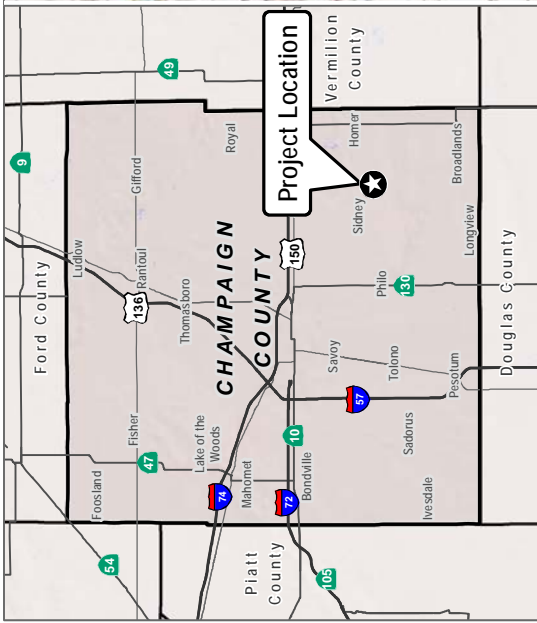 49
Vermilion
County
9
Ford County
Ludlow
Gifford
Royal
Project Location
Homer
Broadlands
136
Rantoul
Thomasboro
CHAMPAIGN
COUNTY
150
Sidney
Philo
130
Longview
Douglas County
Foosland
47
Fisher
Lake of the
Woods
74
Mahomet
10
72
Bondville
Savoy
57
Tolono
Sadorus
Pesotum
Ivesdale
54
Piatt
County
105